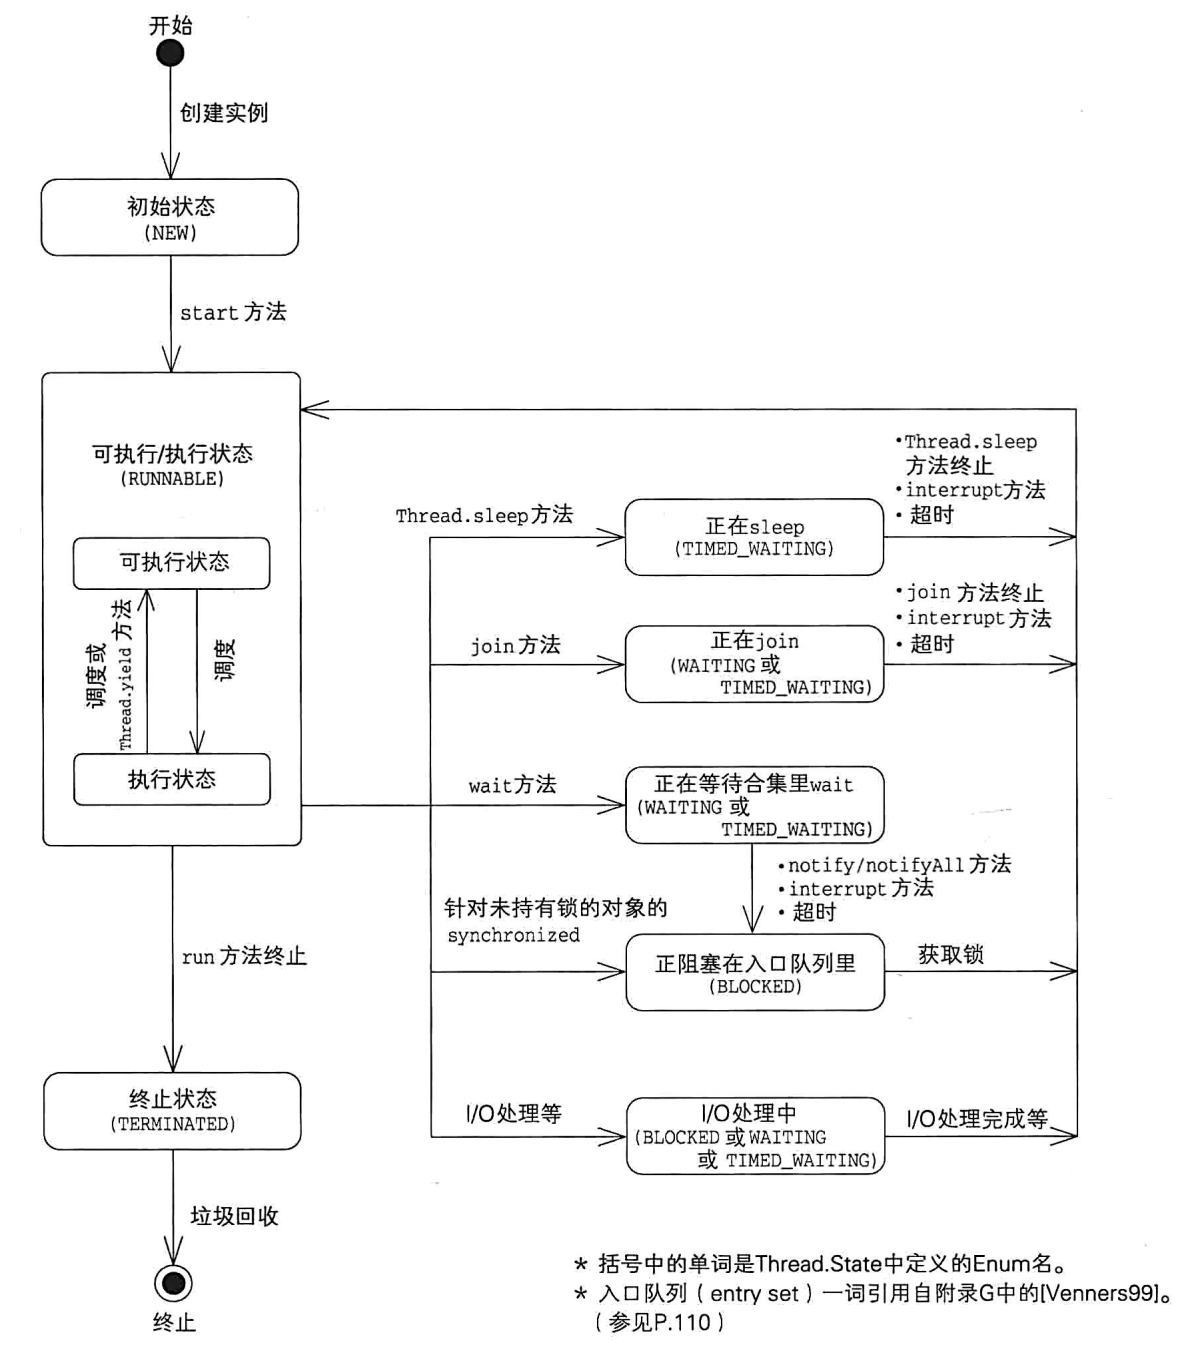 开始
创建实例
初始状态
(NEW)
start 方法
可执行/执行状态
(RUNNABLE)
可执行状态
调度或
Thread.yield 方法
调度
执行状态
run 方法终止
终止状态
(TERMINATED)
垃圾回收
终止
Thread.sleep方法
正在sleep
(TIMED_WAITING)
•Thread.sleep
方法终止
•interrupt方法
•超时
join 方法
正在join
(WAITING 或
TIMED_WAITING)
•join 方法终止
•interrupt 方法
•超时
wait方法
正在等待合集里wait
(WAITING 或
TIMED_WAITING)
•notify/notifyAll 方法
•interrupt 方法
•超时
针对未持有锁的对象的
synchronized
正阻塞在入口队列里
(BLOCKED)
获取锁
I/O处理等
I/O处理中
(BLOCKED 或 WAITING
或 TIMED_WAITING)
I/O处理完成等
* 括号中的单词是Thread.State中定义的Enum名。
* 入口队列（entry set）一词引用自附录G中的[Venners99]。
（参见P.110）